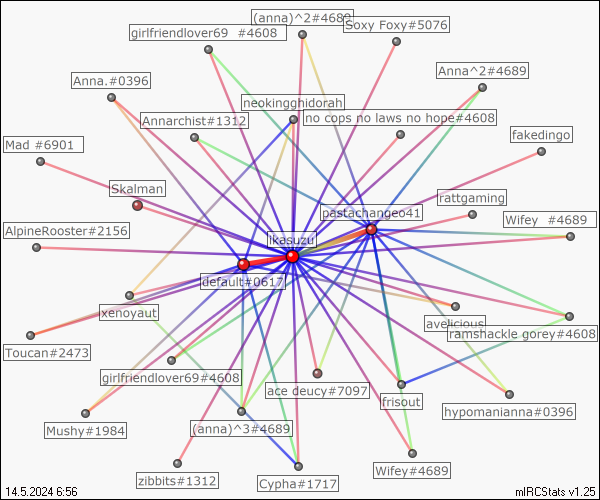 (anna)^2#4689
Soxy Foxy#5076
girlfriendlover69 #4608
Anna^2#4689
Anna.#0396
neokingghidorah
no cops no laws no hope#4608
Annarchist#1312
fakedingo
Mad #6901
Skalman
rattgaming
pastachangeo41
Wifey #4689
AlpineRooster#2156
ikasuzu
default#0617
xenoyaut
avelicious
ramshackle gorey#4608
Toucan#2473
girlfriendlover69#4608
ace deucy#7097
frisout
hypomanianna#0396
Mushy#1984
(anna)^3#4689
Wifey#4689
zibbits#1312
Cypha#1717
14.5.2024 6:56
mIRCStats v1.25